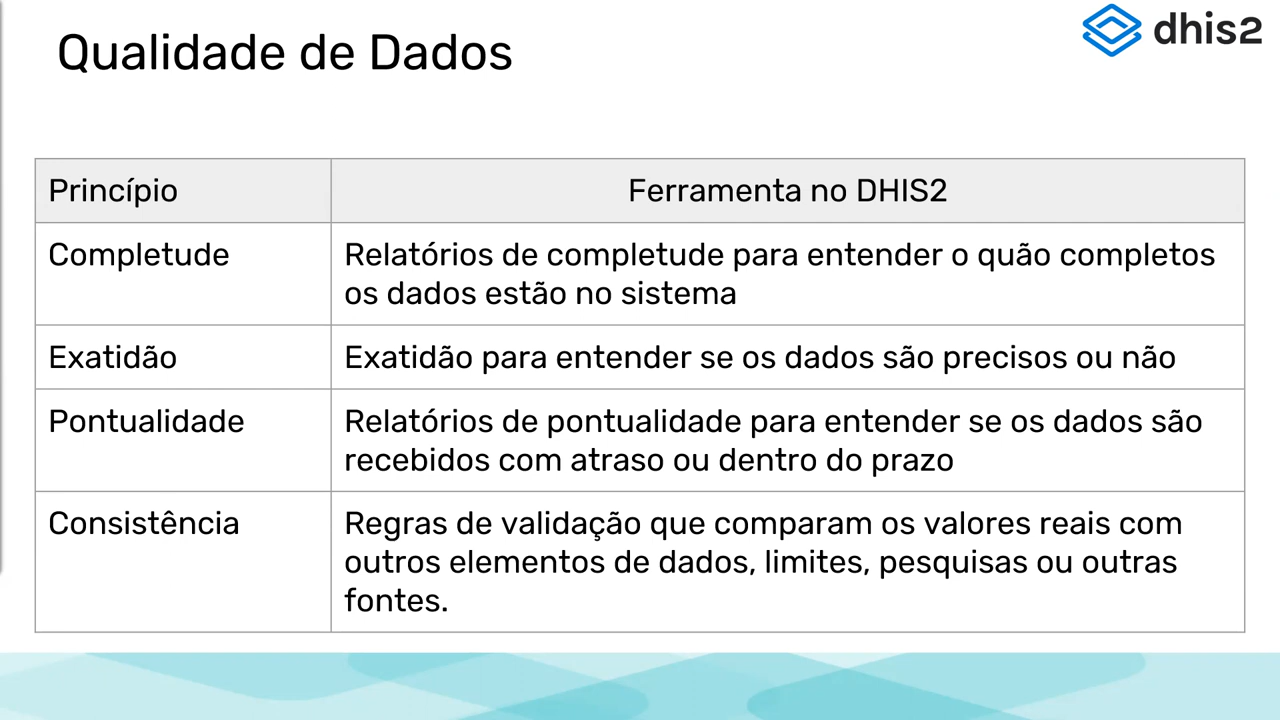 Qualidade de Dados
dhis2
Princípio
Ferramenta no DHIS2
Completude
Relatórios de completude para entender o quão completos
os dados estão no sistema
Exatidão
Exatidão para entender se os dados são precisos ou não
Pontualidade
Relatórios de pontualidade para entender se os dados são
recebidos com atraso ou dentro do prazo
Consistência
Regras de validação que comparam os valores reais com
outros elementos de dados, limites, pesquisas ou outras
fontes.